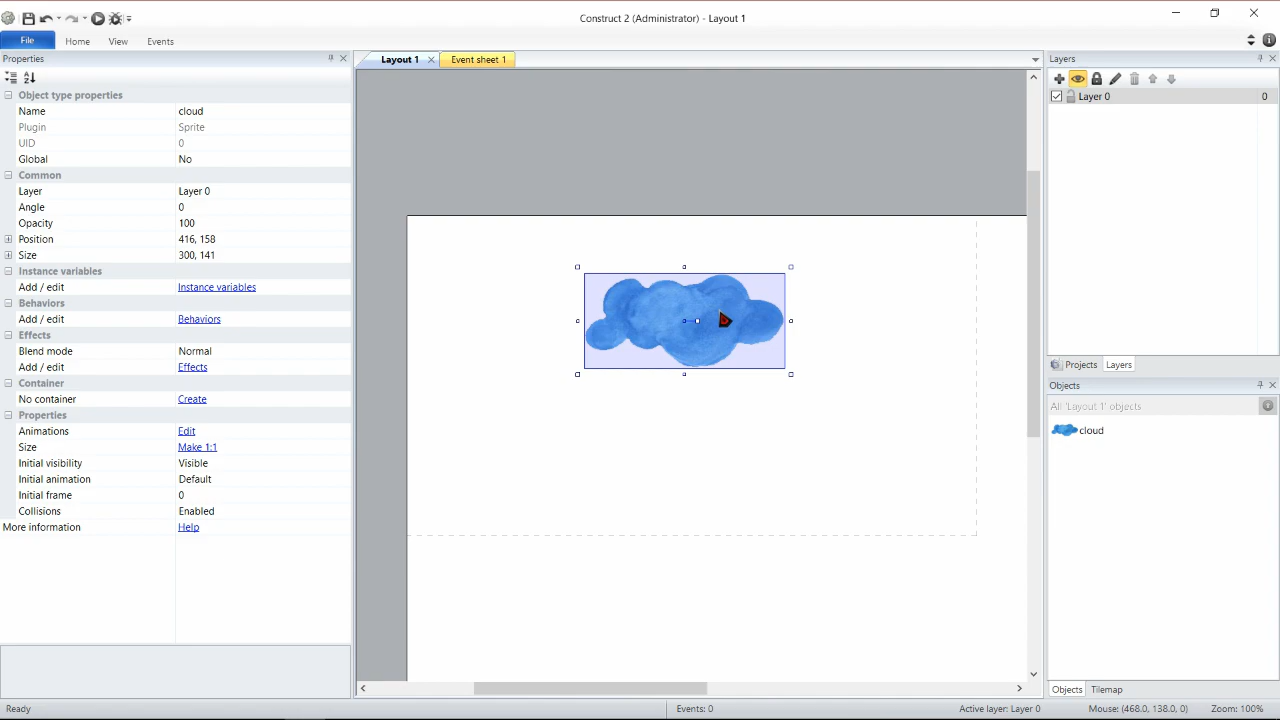 Construct 2 (Administrator) - Layout 1
File Home View Events
Properties
Layout 1 Event sheet 1
Layers
Object type properties
Name cloud
Plugin Sprite
UID 0
Global No
Common
Layer Layer 0
Angle 0
Opacity 100
Position 416, 158
Size 300, 141
Instance variables
Add / edit Instance variables
Behaviors
Add / edit Behaviors
Effects
Blend mode Normal
Add / edit Effects
Container
No container Create
Properties
Animations Edit
Size Make 1:1
Initial visibility Visible
Initial animation Default
Initial frame 0
Collisions Enabled
More information Help
Layer 0 0
Projects Layers
Objects
All 'Layout 1' objects
cloud
Objects Tilemap
Ready Events: 0 Active layer: Layer 0 Mouse: (468.0, 138.0, 0) Zoom: 100%